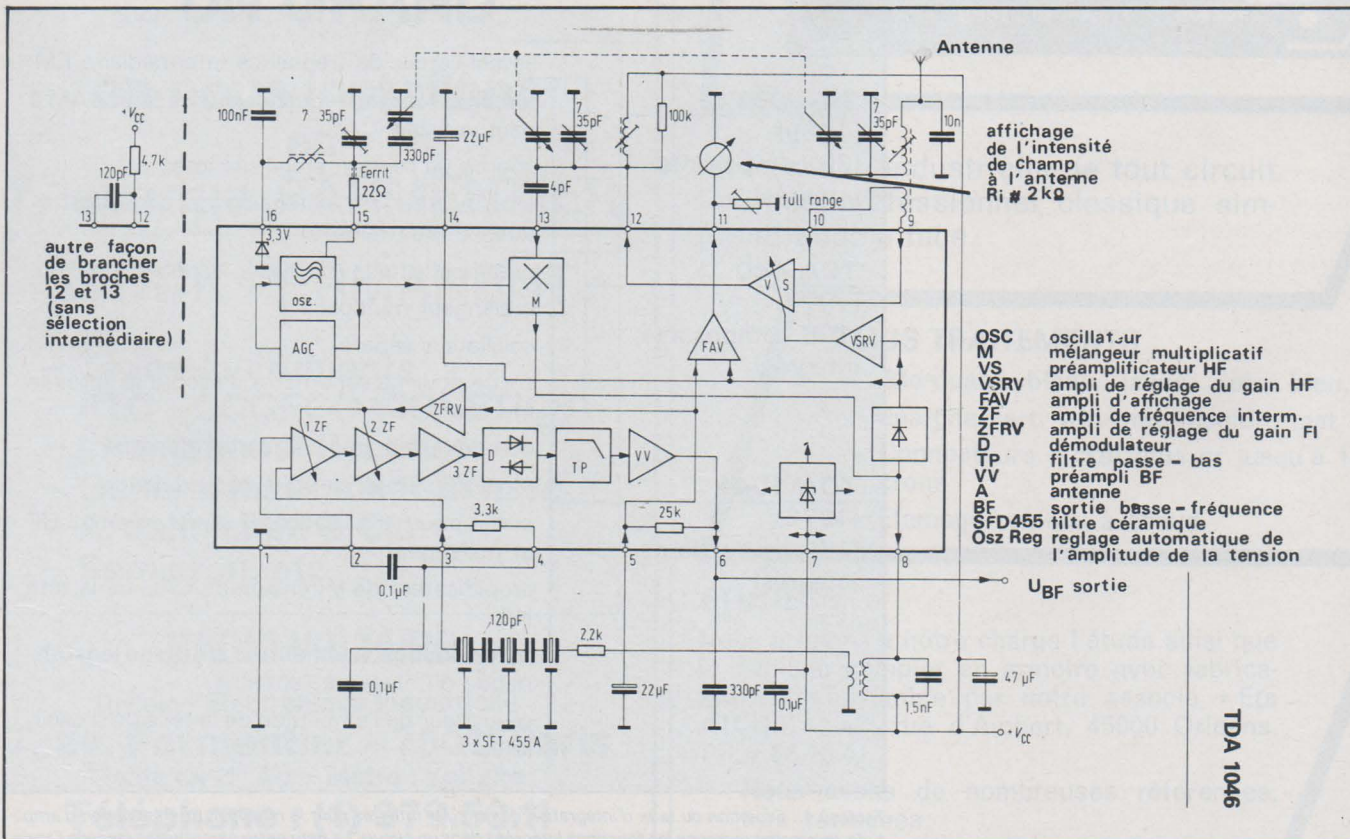 Antenne
+Vcc
4,7k
120pF
13
12
autre façon
de brancher
les broches
12 et 13
(sans
sélection
intermédiaire)
100nF
7
35pF
330pF
22µF
7
35pF
100k
7
35pF
10n
Ferrit
22Ω
4pF
full range
affichage
de l'intensité
de champ
à l'antenne
Ri # 2kΩ
16
15
14
13
12
11
10
9
3,3V
osz.
AGC
M
VS
FAV
VSRV
ZFRV
1 ZF
2 ZF
3 ZF
D
TP
VV
3,3k
25k
1
2
3
4
5
6
7
8
OSC oscillateur
M mélangeur multiplicatif
VS préamplificateur HF
VSRV ampli de réglage du gain HF
FAV ampli d'affichage
ZF ampli de fréquence interm.
ZFRV ampli de réglage du gain FI
D démodulateur
TP filtre passe-bas
VV préampli BF
A antenne
BF sortie basse-fréquence
SFD455 filtre céramique
Osz Reg reglage automatique de
l'amplitude de la tension
UBF sortie
0,1µF
120pF
2,2k
0,1µF
3 x SFT 455A
22µF
330pF
0,1µF
1,5nF
47 µF
+Vcc
TDA 1046